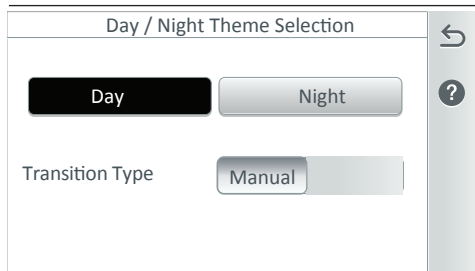 Day / Night Theme Selection
Day
Night
Transition Type
Manual
?